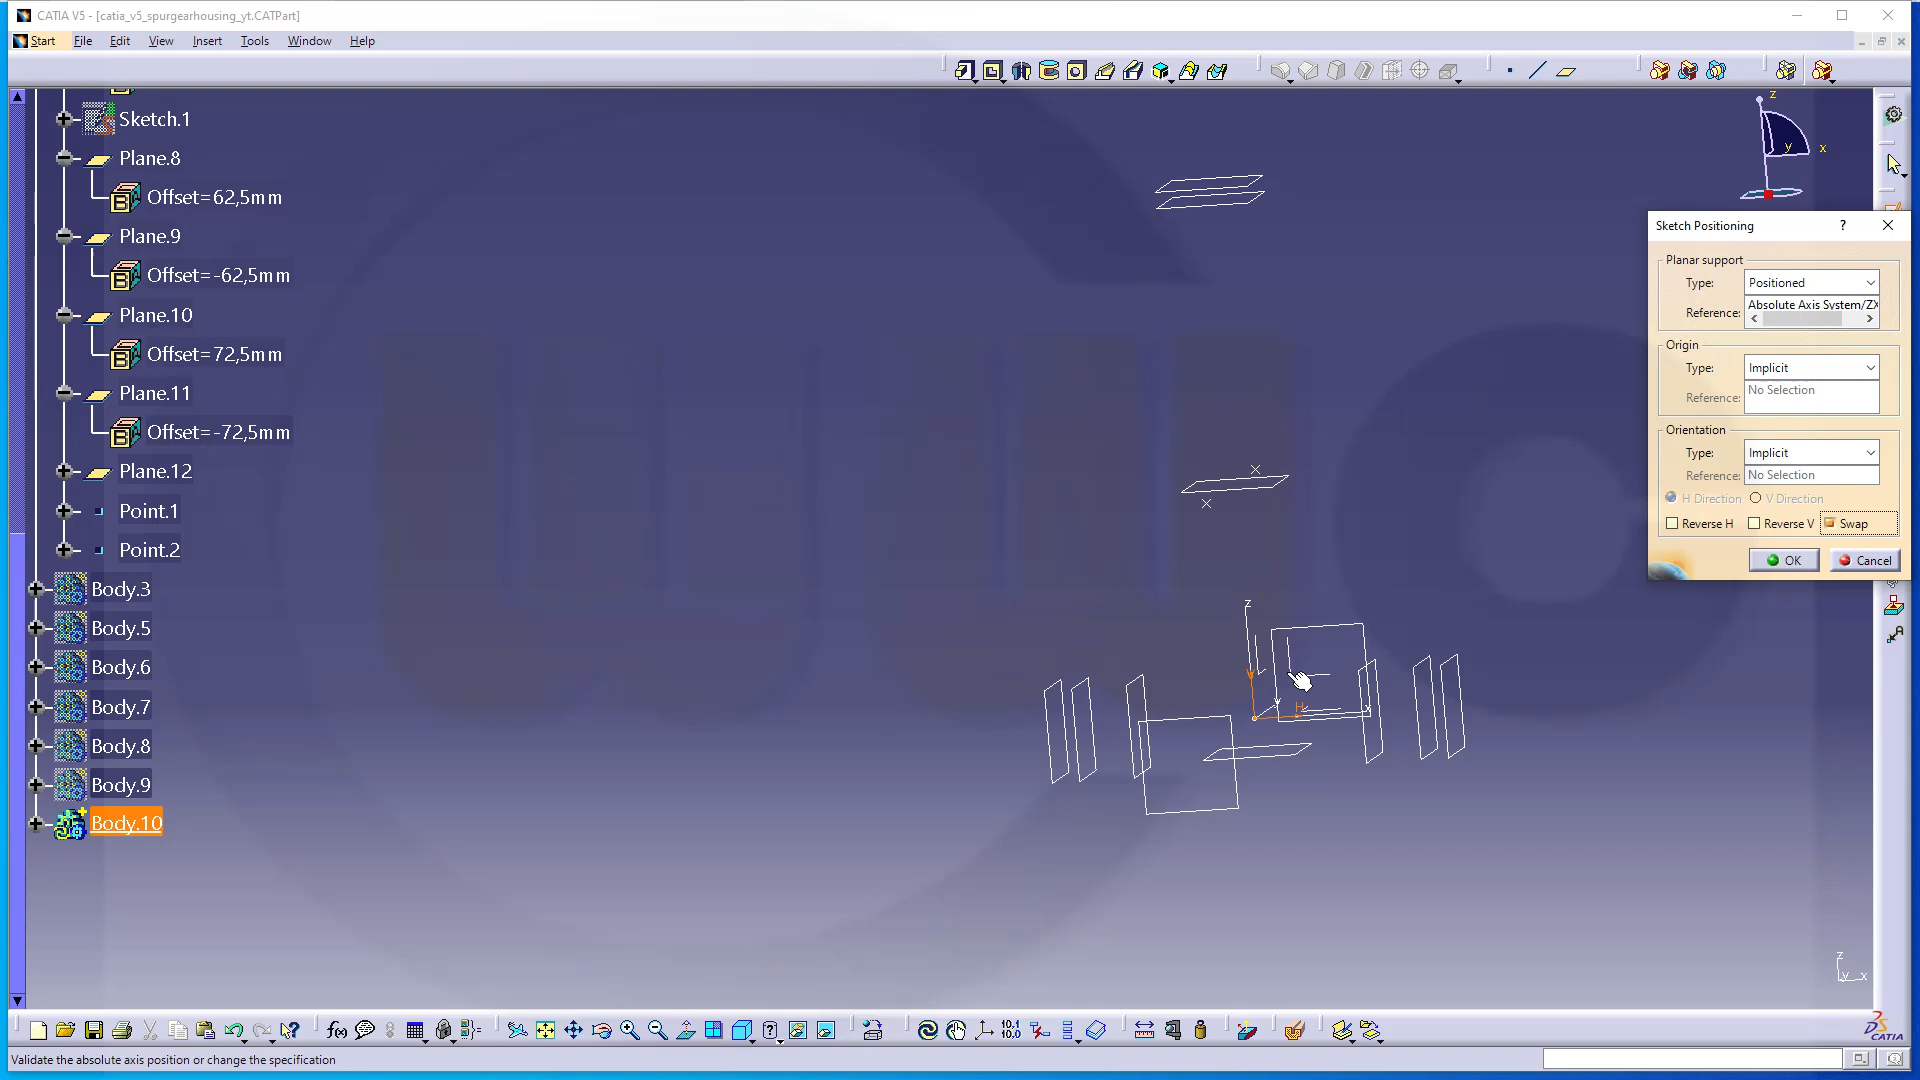 CATIA V5 - [catia_v5_spurgearhousing_yt.CATPart]
Start File Edit View Insert Tools Window Help
Sketch.1
Plane.8
Offset=62,5mm
Plane.9
Offset=-62,5mm
Plane.10
Offset=72,5mm
Plane.11
Offset=-72,5mm
Plane.12
Point.1
Point.2
Body.3
Body.5
Body.6
Body.7
Body.8
Body.9
Body.10
z
y
x
Sketch Positioning ?
Planar support
Type: Positioned
Reference: Absolute Axis System/ZX
Origin
Type: Implicit
Reference: No Selection
Orientation
Type: Implicit
Reference: No Selection
H Direction V Direction
Reverse H Reverse V Swap
OK Cancel
z
V
H
x
z
y x
CATIA
Validate the absolute axis position or change the specification